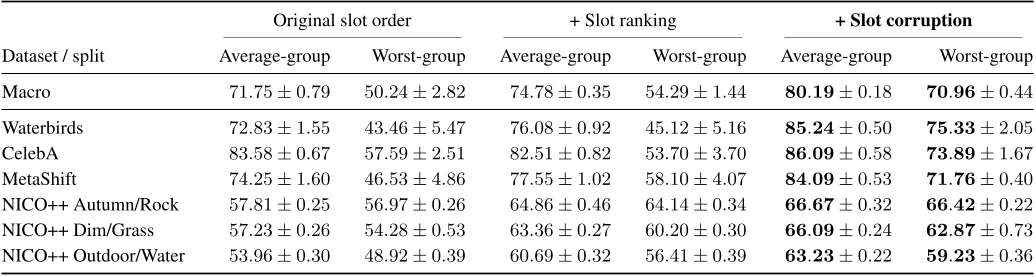 Original slot order + Slot ranking + Slot corruption
Dataset / split Average-group Worst-group Average-group Worst-group Average-group Worst-group
Macro 71.75 ± 0.79 50.24 ± 2.82 74.78 ± 0.35 54.29 ± 1.44 80.19 ± 0.18 70.96 ± 0.44
Waterbirds 72.83 ± 1.55 43.46 ± 5.47 76.08 ± 0.92 45.12 ± 5.16 85.24 ± 0.50 75.33 ± 2.05
CelebA 83.58 ± 0.67 57.59 ± 2.51 82.51 ± 0.82 53.70 ± 3.70 86.09 ± 0.58 73.89 ± 1.67
MetaShift 74.25 ± 1.60 46.53 ± 4.86 77.55 ± 1.02 58.10 ± 4.07 84.09 ± 0.53 71.76 ± 0.40
NICO++ Autumn/Rock 57.81 ± 0.25 56.97 ± 0.26 64.86 ± 0.46 64.14 ± 0.34 66.67 ± 0.32 66.42 ± 0.22
NICO++ Dim/Grass 57.23 ± 0.26 54.28 ± 0.53 63.36 ± 0.27 60.20 ± 0.30 66.09 ± 0.24 62.87 ± 0.73
NICO++ Outdoor/Water 53.96 ± 0.30 48.92 ± 0.39 60.69 ± 0.32 56.41 ± 0.39 63.23 ± 0.22 59.23 ± 0.36